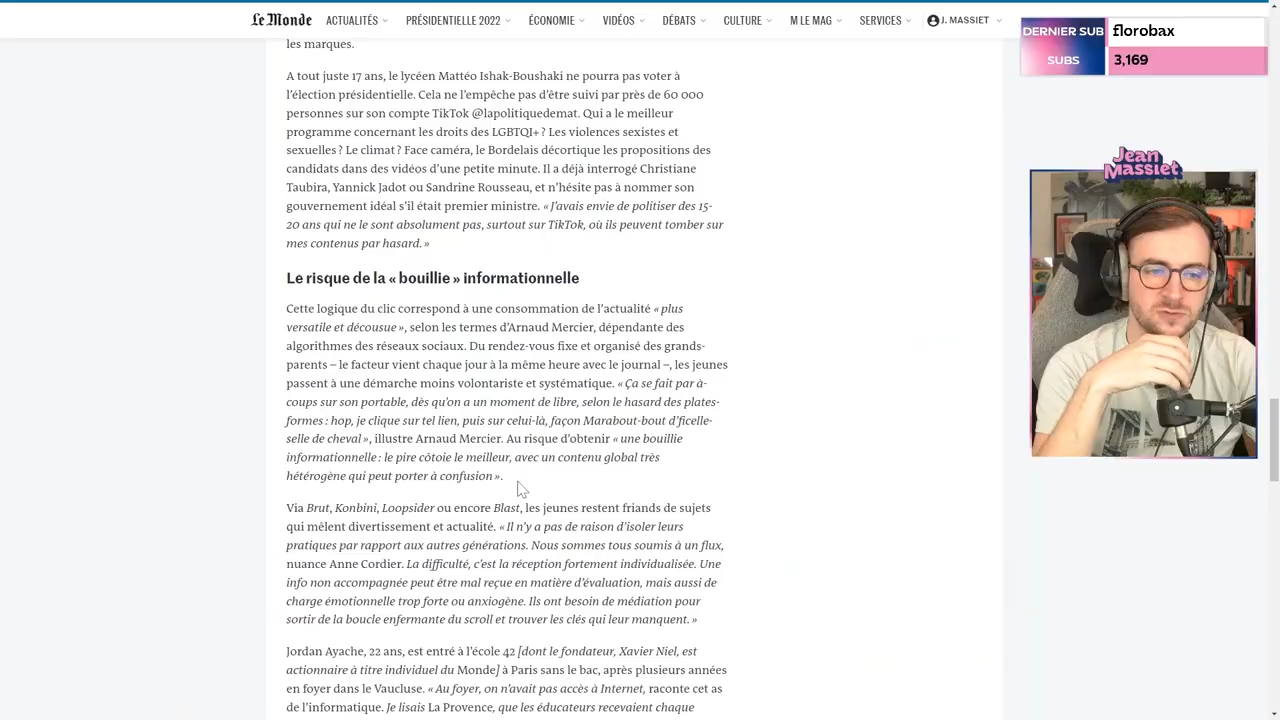 Le Monde ACTUALITÉS PRÉSIDENTIELLE 2022 ÉCONOMIE VIDÉOS DÉBATS CULTURE M LE MAG SERVICES J. MASSIET
DERNIER SUB florobax
SUBS 3,169
Jean Massiet
les marques.
A tout juste 17 ans, le lycéen Mattéo Ishak-Boushaki ne pourra pas voter à
l'élection présidentielle. Cela ne l'empêche pas d'être suivi par près de 60 000
personnes sur son compte TikTok @lapolitiquedemat. Qui a le meilleur
programme concernant les droits des LGBTQI+ ? Les violences sexistes et
sexuelles ? Le climat ? Face caméra, le Bordelais décortique les propositions des
candidats dans des vidéos d'une petite minute. Il a déjà interrogé Christiane
Taubira, Yannick Jadot ou Sandrine Rousseau, et n'hésite pas à nommer son
gouvernement idéal s'il était premier ministre. « J'avais envie de politiser des 15-
20 ans qui ne le sont absolument pas, surtout sur TikTok, où ils peuvent tomber sur
mes contenus par hasard. »
Le risque de la « bouillie » informationnelle
Cette logique du clic correspond à une consommation de l'actualité « plus
versatile et décousue », selon les termes d'Arnaud Mercier, dépendante des
algorithmes des réseaux sociaux. Du rendez-vous fixe et organisé des grands-
parents – le facteur vient chaque jour à la même heure avec le journal –, les jeunes
passent à une démarche moins volontariste et systématique. « Ça se fait par à-
coups sur son portable, dès qu'on a un moment de libre, selon le hasard des plates-
formes : hop, je clique sur tel lien, puis sur celui-là, façon Marabout-bout d'ficelle-
selle de cheval », illustre Arnaud Mercier. Au risque d'obtenir « une bouillie
informationnelle : le pire côtoie le meilleur, avec un contenu global très
hétérogène qui peut porter à confusion ».
Via Brut, Konbini, Loopsider ou encore Blast, les jeunes restent friands de sujets
qui mêlent divertissement et actualité. « Il n'y a pas de raison d'isoler leurs
pratiques par rapport aux autres générations. Nous sommes tous soumis à un flux,
nuance Anne Cordier. La difficulté, c'est la réception fortement individualisée. Une
info non accompagnée peut être mal reçue en matière d'évaluation, mais aussi de
charge émotionnelle trop forte ou anxiogène. Ils ont besoin de médiation pour
sortir de la boucle enfermante du scroll et trouver les clés qui leur manquent. »
Jordan Ayache, 22 ans, est entré à l'école 42 [dont le fondateur, Xavier Niel, est
actionnaire à titre individuel du Monde] à Paris sans le bac, après plusieurs années
en foyer dans le Vaucluse. « Au foyer, on n'avait pas accès à Internet, raconte cet as
de l'informatique. Je lisais La Provence, que les éducateurs recevaient chaque